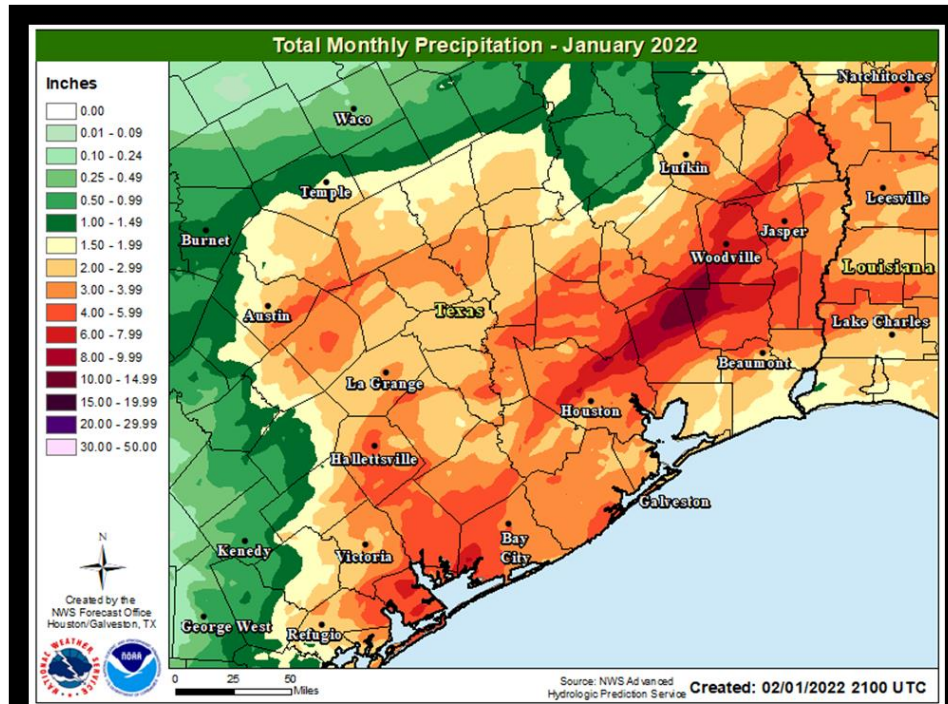 Total Monthly Precipitation - January 2022
Inches
0.00
0.01 - 0.09
0.10 - 0.24
0.25 - 0.49
0.50 - 0.99
1.00 - 1.49
1.50 - 1.99
2.00 - 2.99
3.00 - 3.99
4.00 - 5.99
6.00 - 7.99
8.00 - 9.99
10.00 - 14.99
15.00 - 19.99
20.00 - 29.99
30.00 - 50.00
Natchitoches
Waco
Lufkin
Temple
Leesville
Burnet
Jasper
Woodville
Louisiana
Austin
Texas
Lake Charles
Beaumont
La Grange
Houston
Hallettsville
Galveston
Bay
City
Kenedy
Victoria
George West
Refugio
N
Created by the
NWS Forecast Office
Houston/Galveston, TX
NATIONAL WEATHER SERVICE
NOAA
0 25 50
Miles
Source: NWS Advanced
Hydrologic Prediction Service
Created: 02/01/2022 2100 UTC